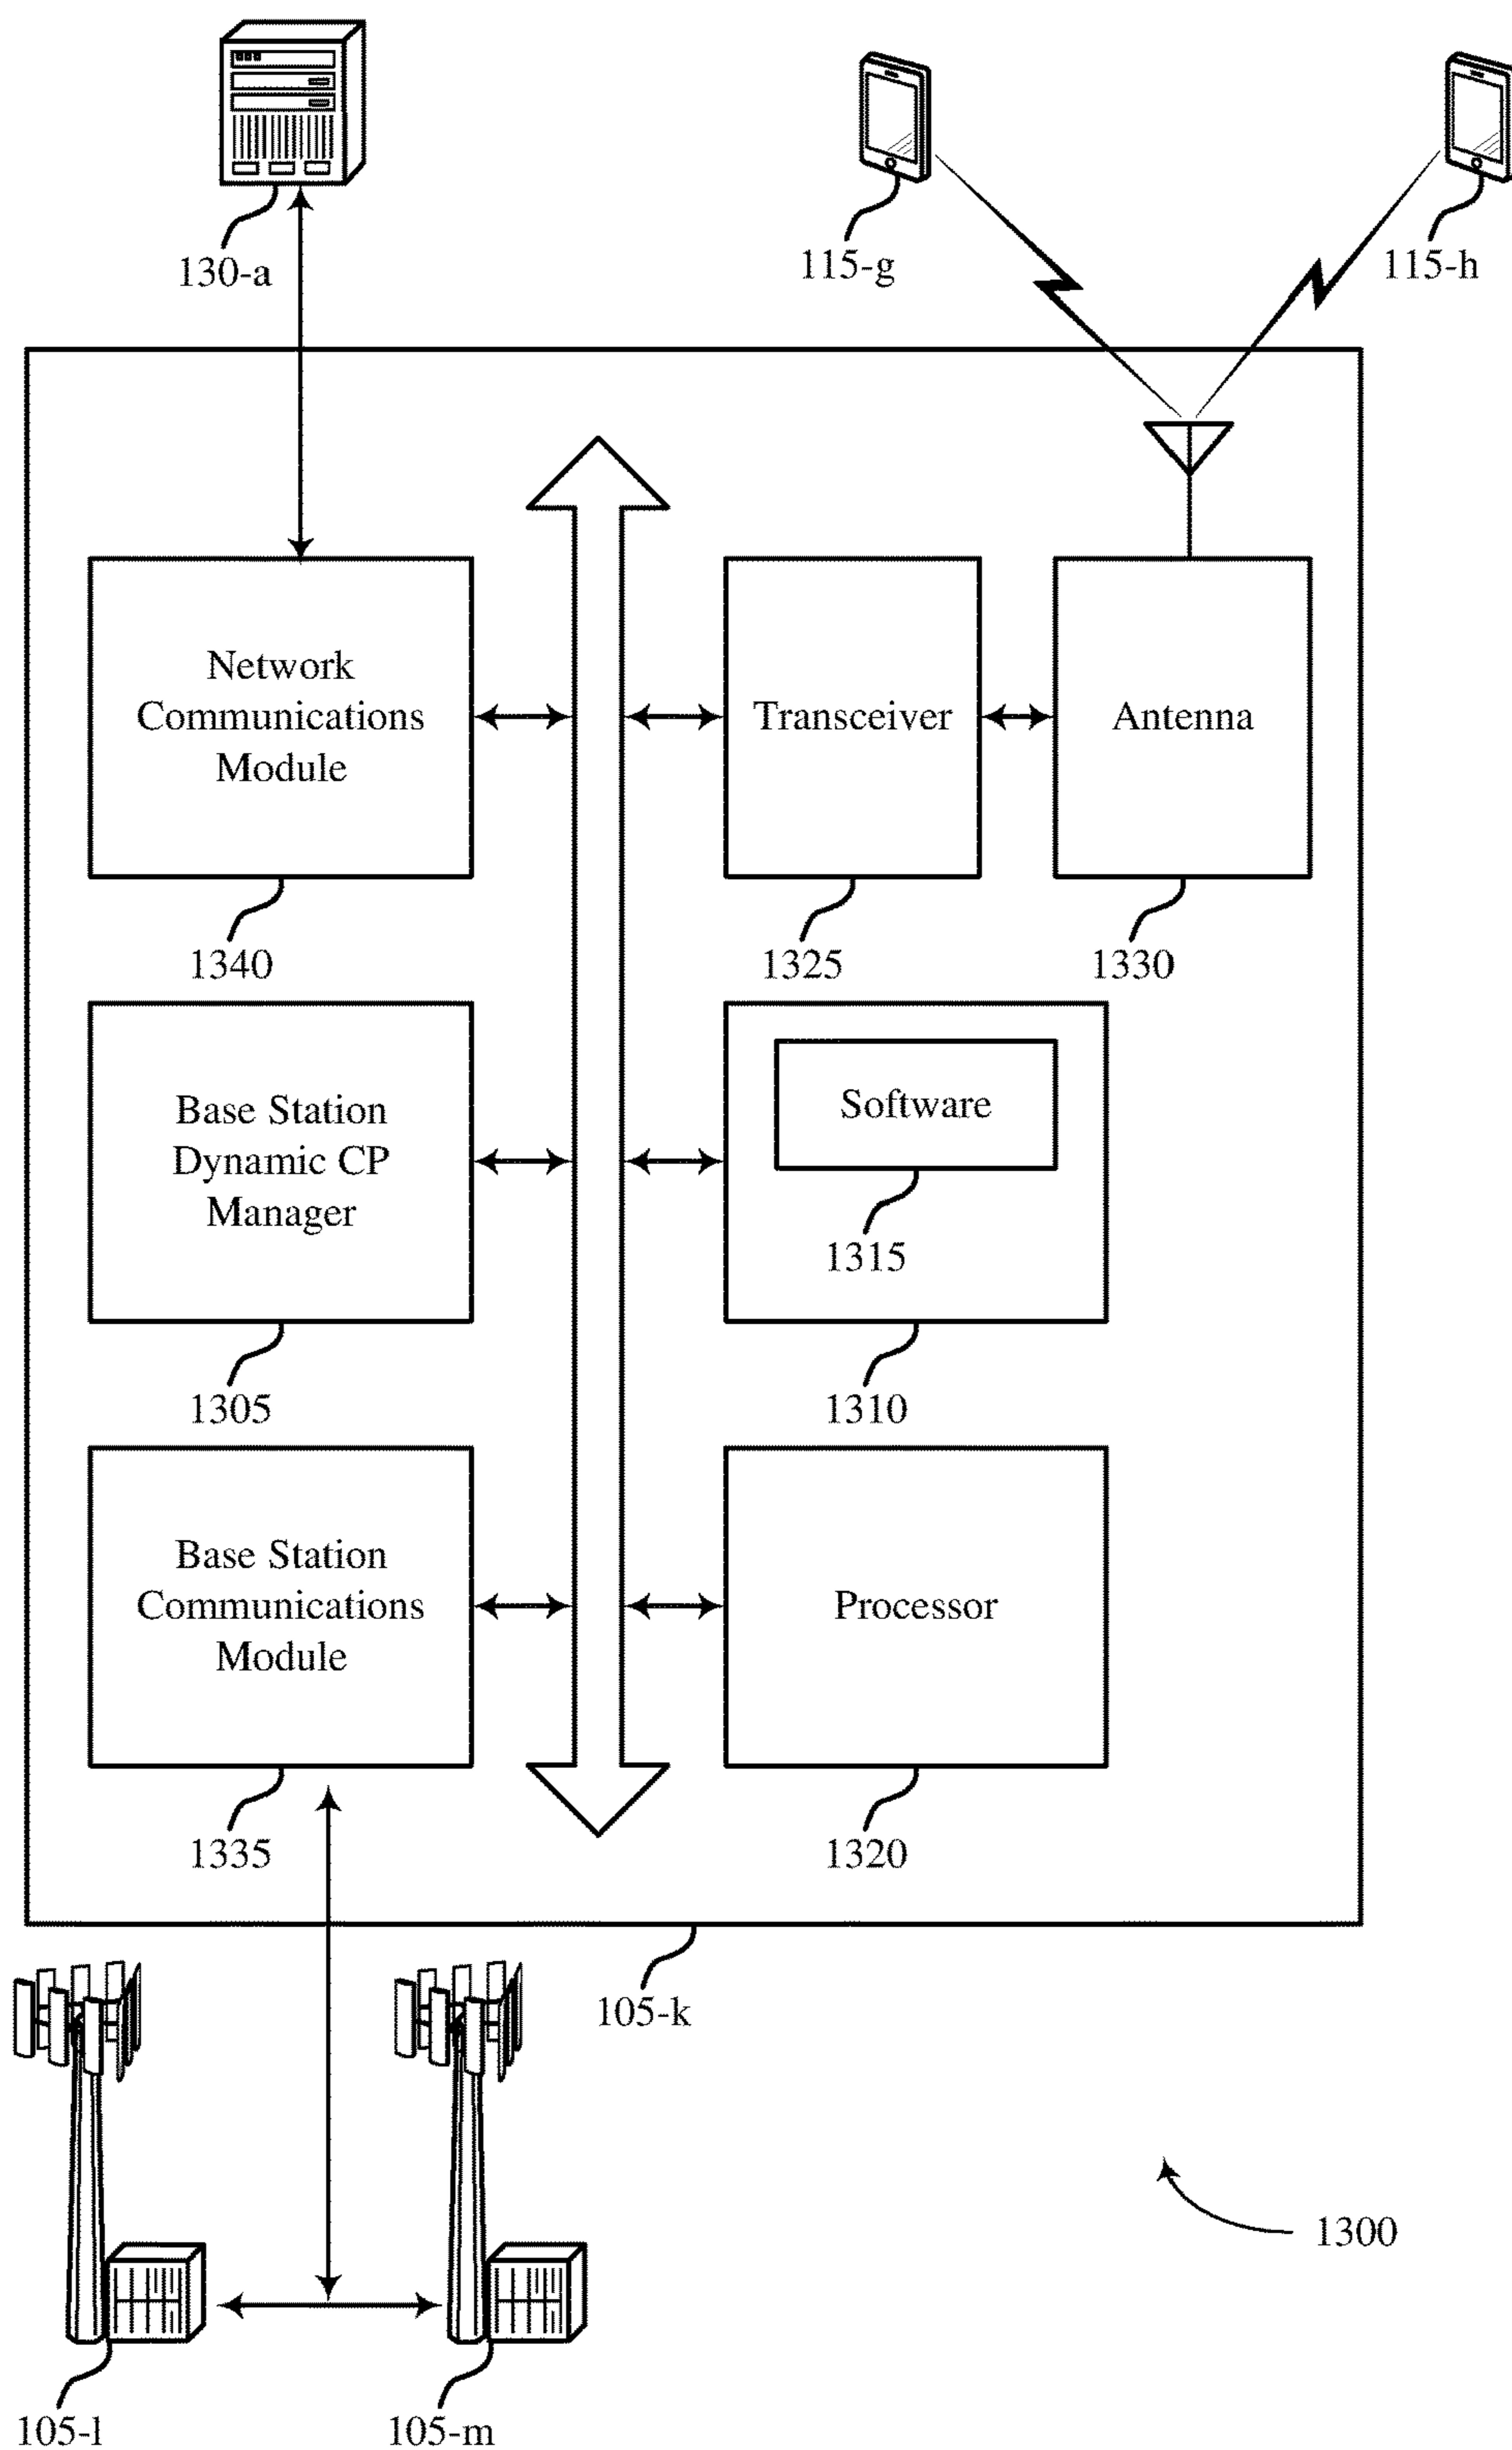 130-a
115-g
115-h
Network
Communications
Module
Transceiver
Antenna
1340
1325
1330
Base Station
Dynamic CP
Manager
Software
1315
1305
1310
Base Station
Communications
Module
Processor
1335
1320
105-k
1300
105-l
105-m